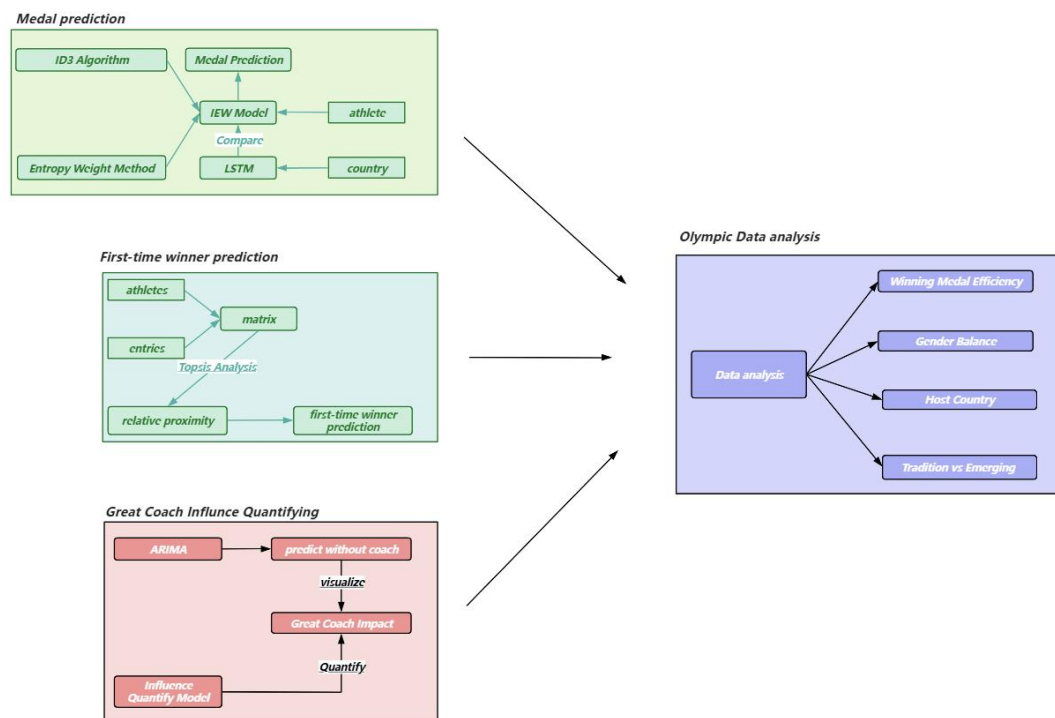 Medal prediction
ID3 Algorithm
Medal Prediction
IEW Model
athlete
Compare
Entropy Weight Method
LSTM
country
First-time winner prediction
athletes
matrix
entries
Topsis Analysis
relative proximity
first-time winner
prediction
Great Coach Influnce Quantifying
ARIMA
predict without coach
visualize
Great Coach Impact
Quantify
Influence
Quantify Model
Olympic Data analysis
Winning Medal Efficiency
Gender Balance
Data analysis
Host Country
Tradition vs Emerging